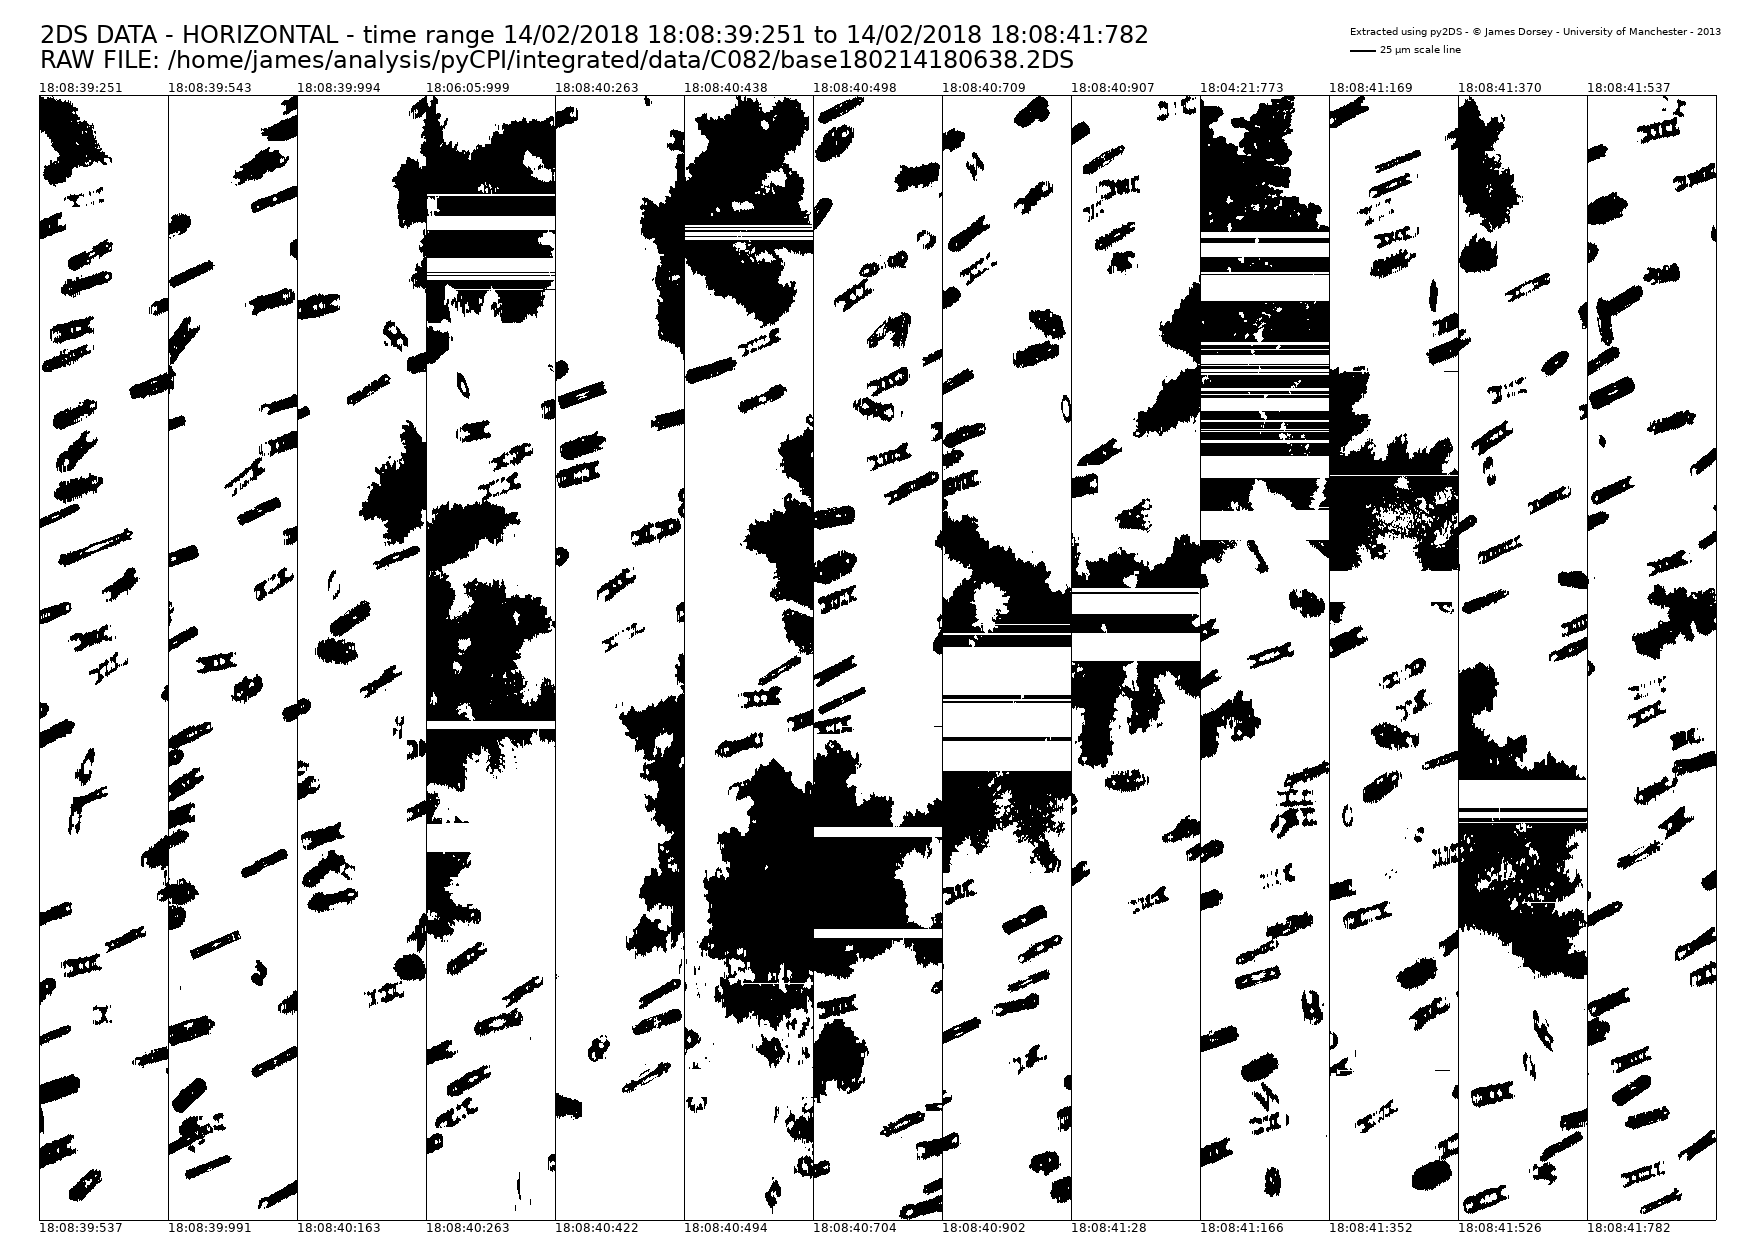 2DS DATA - HORIZONTAL - time range 14/02/2018 18:08:39:251 to 14/02/2018 18:08:41:782
RAW FILE: /home/james/analysis/pyCPI/integrated/data/C082/base180214180638.2DS
Extracted using py2DS - © James Dorsey - University of Manchester - 2013
25 µm scale line
18:08:39:251 18:08:39:543 18:08:39:994 18:06:05:999 18:08:40:263 18:08:40:438 18:08:40:498 18:08:40:709 18:08:40:907 18:04:21:773 18:08:41:169 18:08:41:370 18:08:41:537
18:08:39:537 18:08:39:991 18:08:40:163 18:08:40:263 18:08:40:422 18:08:40:494 18:08:40:704 18:08:40:902 18:08:41:28 18:08:41:166 18:08:41:352 18:08:41:526 18:08:41:782